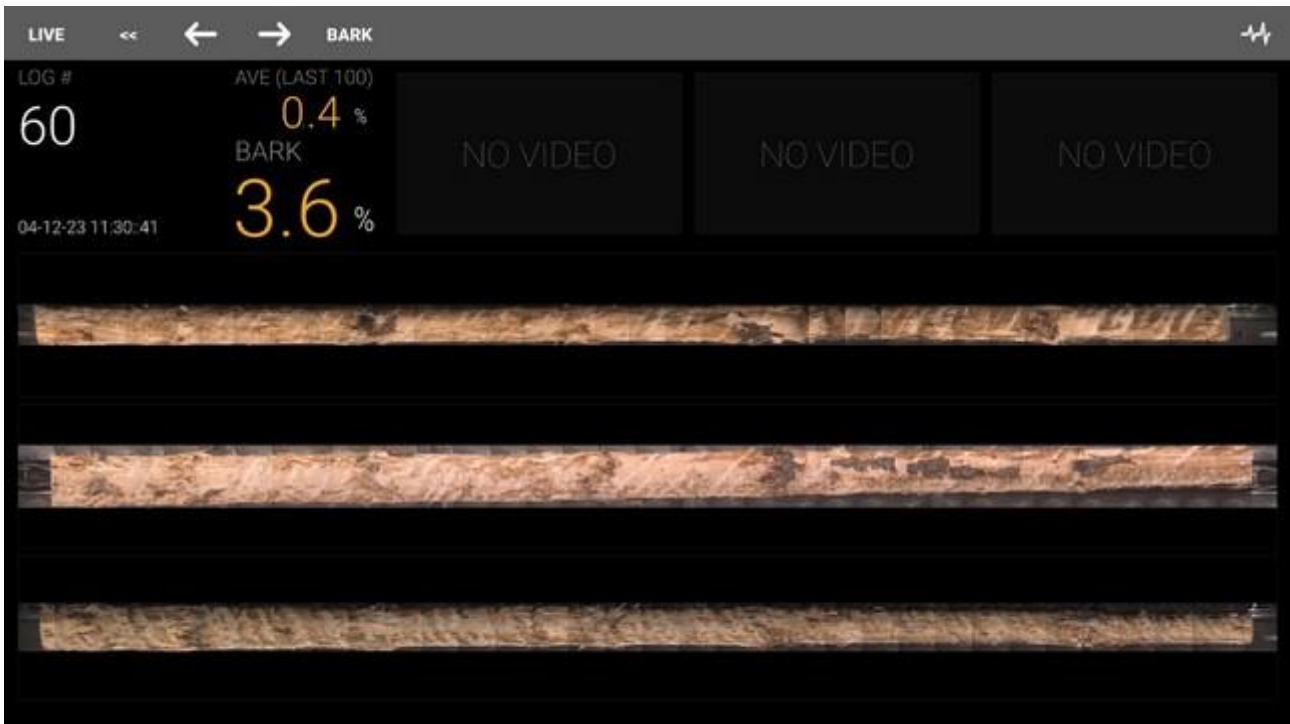 LIVE << ← → BARK
LOG # AVE (LAST 100)
60 0.4 %
BARK
3.6 %
04-12-23 11:30:41
NO VIDEO NO VIDEO NO VIDEO